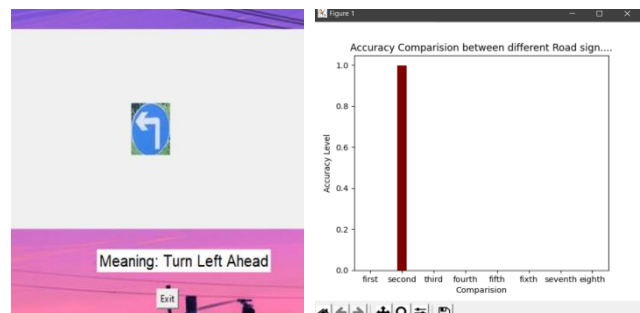 Meaning: Turn Left Ahead
Exit
Figure 1
Accuracy Comparision between different Road sign....
Accuracy Level
1.0
0.8
0.6
0.4
0.2
0.0
first second third fourth fifth fixth seventh eighth
Comparision